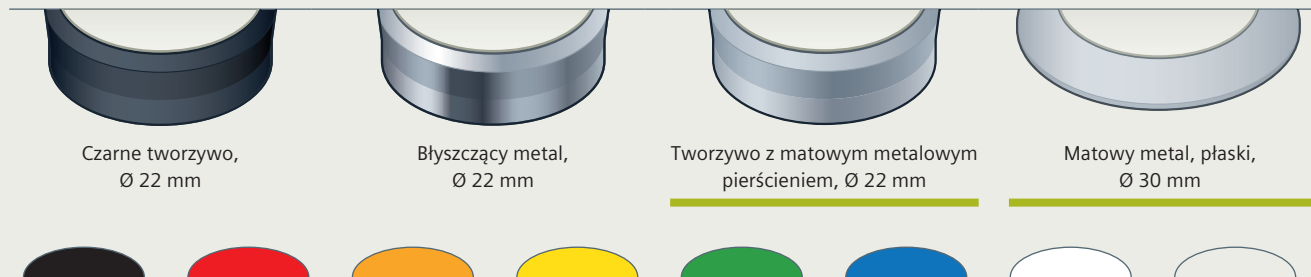 Czarne tworzywo,
Ø 22 mm
Błyszczący metal,
Ø 22 mm
Tworzywo z matowym metalowym
pierścieniem, Ø 22 mm
Matowy metal, płaski,
Ø 30 mm